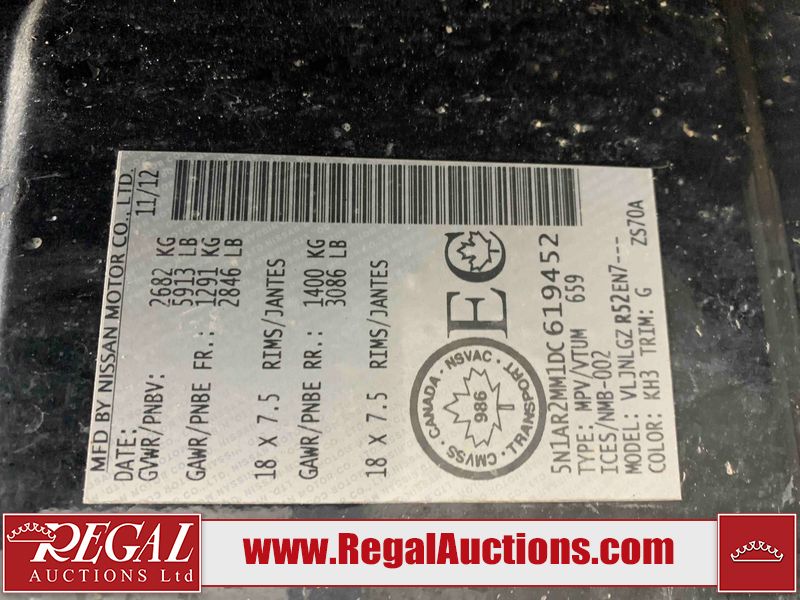 MFD BY NISSAN MOTOR CO., LTD.
DATE: 11/12
GVWR/PNBV: 2682 KG
5913 LB
GAWR/PNBE FR.: 1291 KG
2846 LB
18 X 7.5 RIMS/JANTES
GAWR/PNBE RR.: 1400 KG
3086 LB
18 X 7.5 RIMS/JANTES
CANADA · NSVAC · TRANSPORT · CMVSS
986
T
EC
T
5N1AR2MM1DC619452
TYPE: MPV/VTUM 659
ICES/NMB-002
MODEL: VLJNLGZ R52EN7---
COLOR: KH3 TRIM: G ZS70A
REGAL
AUCTIONS Ltd
www.RegalAuctions.com